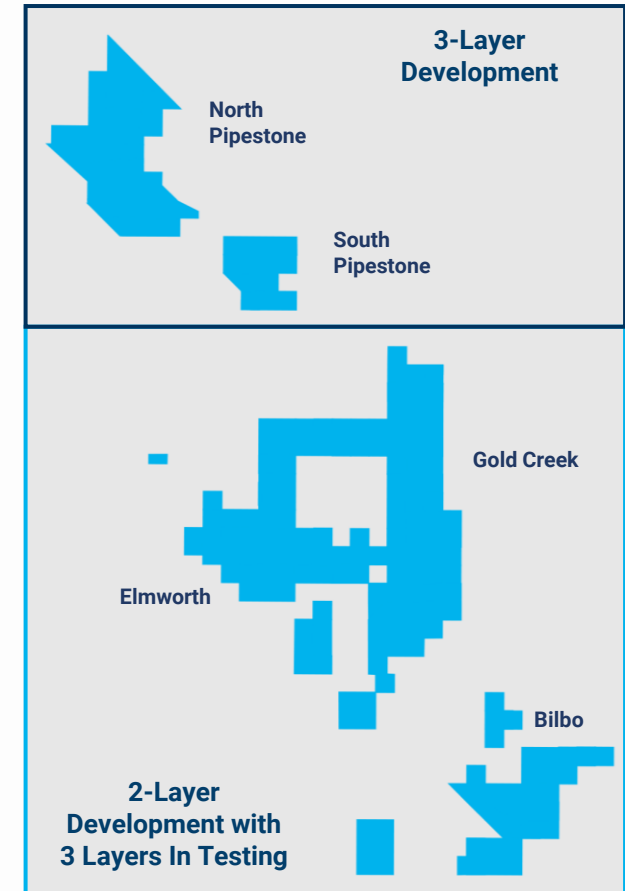 3-Layer
Development
North
Pipestone
South
Pipestone
Gold Creek
Elmworth
Bilbo
2-Layer
Development with
3 Layers In Testing